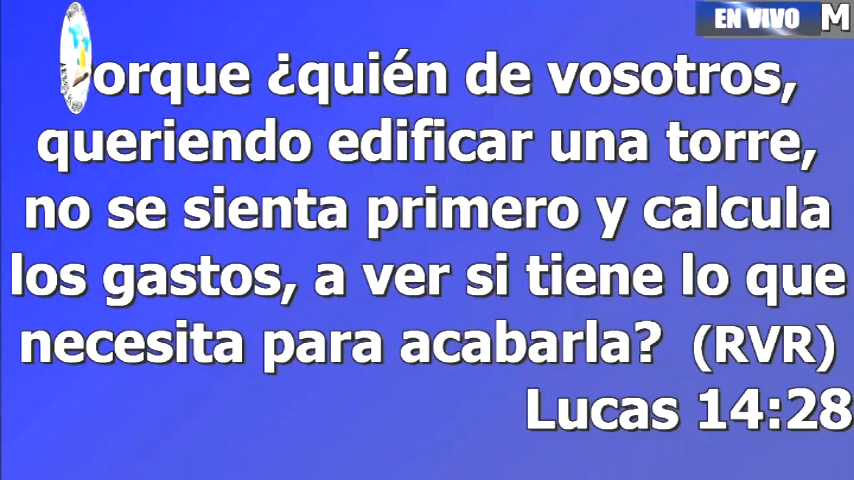 EN VIVO M
orque ¿quién de vosotros,
queriendo edificar una torre,
no se sienta primero y calcula
los gastos, a ver si tiene lo que
necesita para acabarla? (RVR)
Lucas 14:28